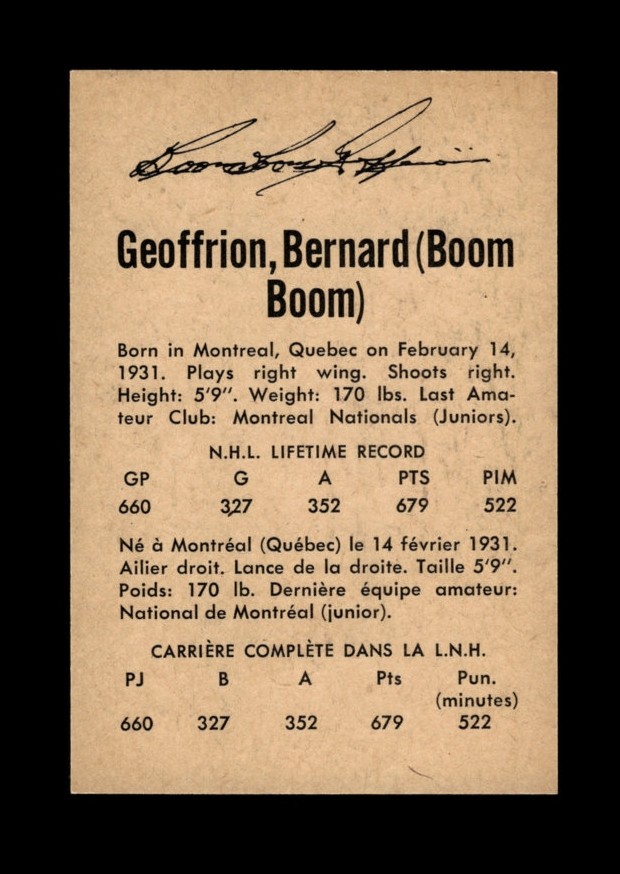 Boom Boom Geoffrion
Geoffrion, Bernard (Boom
Boom)
Born in Montreal, Quebec on February 14,
1931. Plays right wing. Shoots right.
Height: 5'9". Weight: 170 lbs. Last Ama-
teur Club: Montreal Nationals (Juniors).
N.H.L. LIFETIME RECORD
GP G A PTS PIM
660 327 352 679 522
Né à Montréal (Québec) le 14 février 1931.
Ailier droit. Lance de la droite. Taille 5'9".
Poids: 170 lb. Dernière équipe amateur:
National de Montréal (junior).
CARRIÈRE COMPLÈTE DANS LA L.N.H.
PJ B A Pts Pun.
(minutes)
660 327 352 679 522